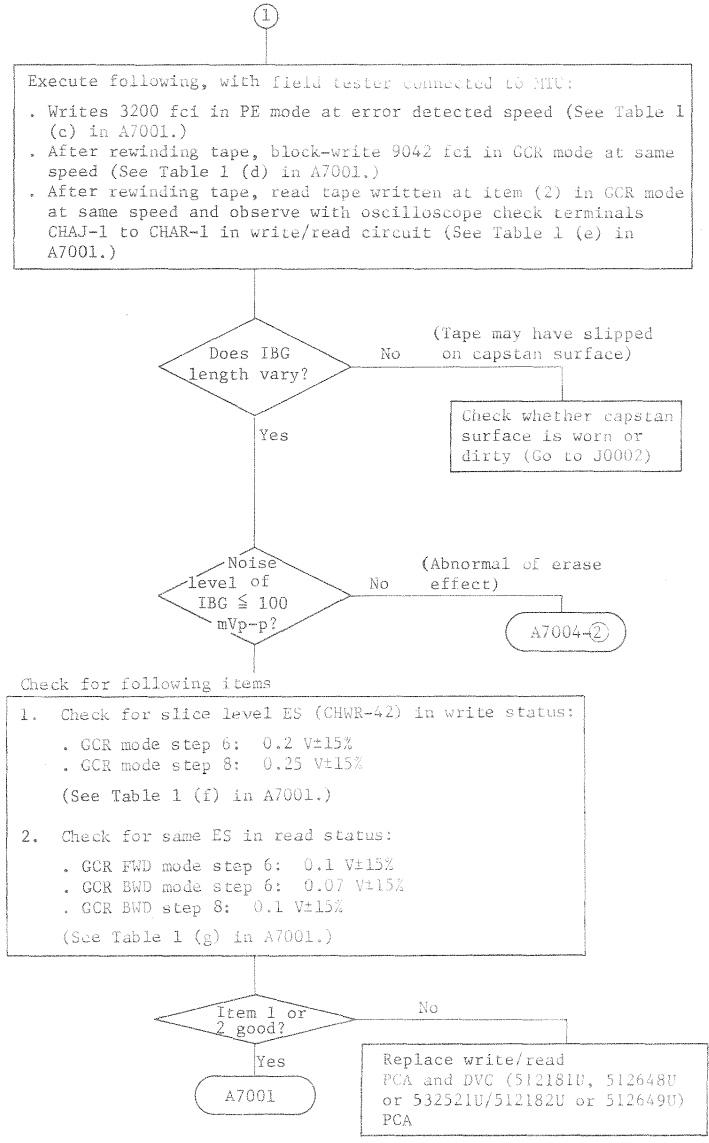 1
Execute following, with field tester connected to MTC:
. Writes 3200 fci in PE mode at error detected speed (See Table 1
(c) in A7001.)
. After rewinding tape, block-write 9042 fci in GCR mode at same
speed (See Table 1 (d) in A7001.)
. After rewinding tape, read tape written at item (2) in GCR mode
at same speed and observe with oscilloscope check terminals
CHAJ-1 to CHAR-1 in write/read circuit (See Table 1 (e) in
A7001.)
Does IBG
length vary?
No
(Tape may have slipped
on capstan surface)
Check whether capstan
surface is worn or
dirty (Go to J0002)
Yes
Noise
level of
IBG ≦ 100
mVp-p?
No
(Abnormal of erase
effect)
A7004-2
Check for following items
1. Check for slice level ES (CHWR-42) in write status:
. GCR mode step 6: 0.2 V±15%
. GCR mode step 8: 0.25 V±15%
(See Table 1 (f) in A7001.)
2. Check for same ES in read status:
. GCR FWD mode step 6: 0.1 V±15%
. GCR BWD mode step 6: 0.07 V±15%
. GCR BWD step 8: 0.1 V±15%
(See Table 1 (g) in A7001.)
Item 1 or
2 good?
No
Yes
A7001
Replace write/read
PCA and DVC (512181U, 512648U
or 532521U/512182U or 512649U)
PCA